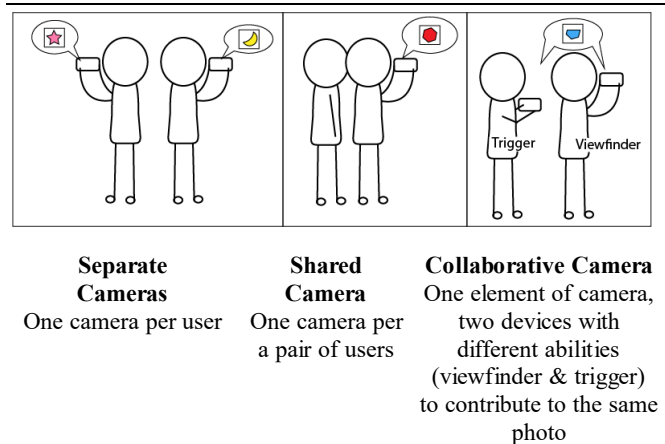 Trigger
Viewfinder
Separate
Cameras
One camera per user
Shared
Camera
One camera per
a pair of users
Collaborative Camera
One element of camera,
two devices with
different abilities
(viewfinder & trigger)
to contribute to the same
photo